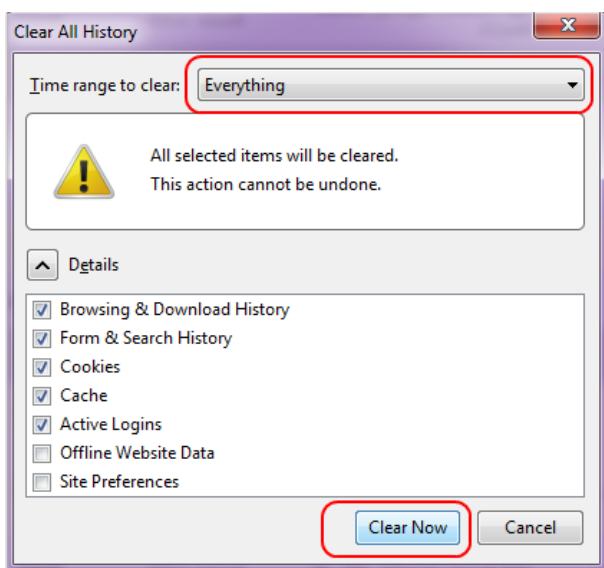 Clear All History
Time range to clear: Everything
All selected items will be cleared.
This action cannot be undone.
Details
Browsing & Download History
Form & Search History
Cookies
Cache
Active Logins
Offline Website Data
Site Preferences
Clear Now Cancel